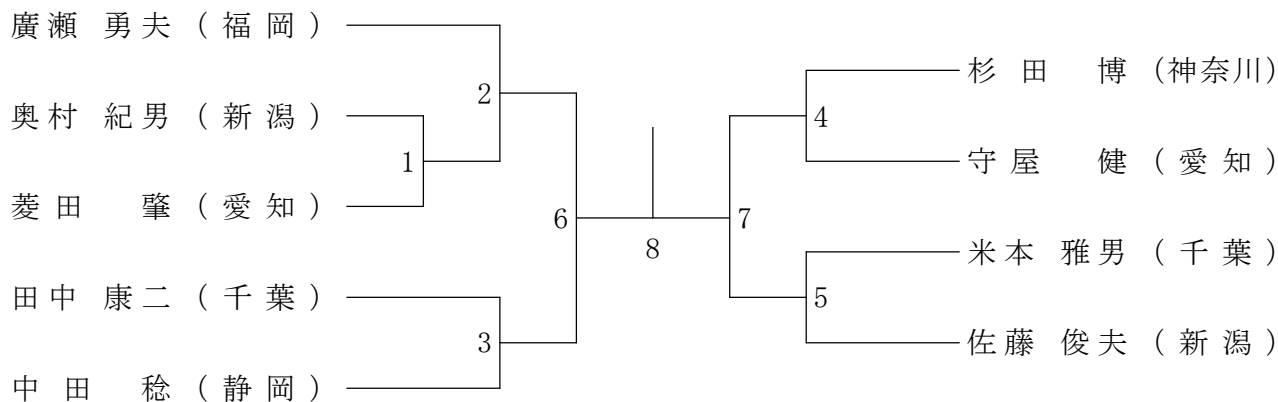 廣瀬 勇夫 (福岡)
奥村 紀男 (新潟)
菱田 肇 (愛知)
田中 康二 (千葉)
中田 稔 (静岡)
1
2
3
6
8
7
4
5
杉田 博 (神奈川)
守屋 健 (愛知)
米本 雅男 (千葉)
佐藤 俊夫 (新潟)